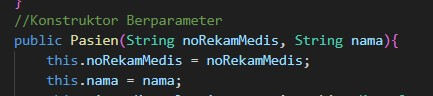 }
//Konstruktor Berparameter
public Pasien(String noRekamMedis, String nama){
this.noRekamMedis = noRekamMedis;
this.nama = nama;